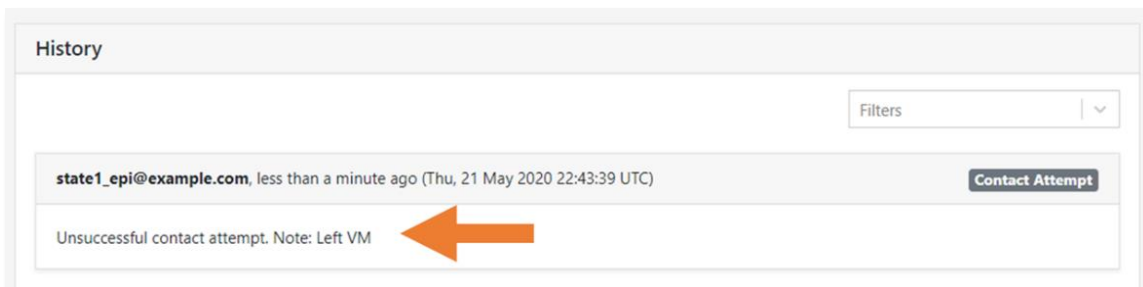 History
Filters
state1_epi@example.com, less than a minute ago (Thu, 21 May 2020 22:43:39 UTC) Contact Attempt
Unsuccessful contact attempt. Note: Left VM